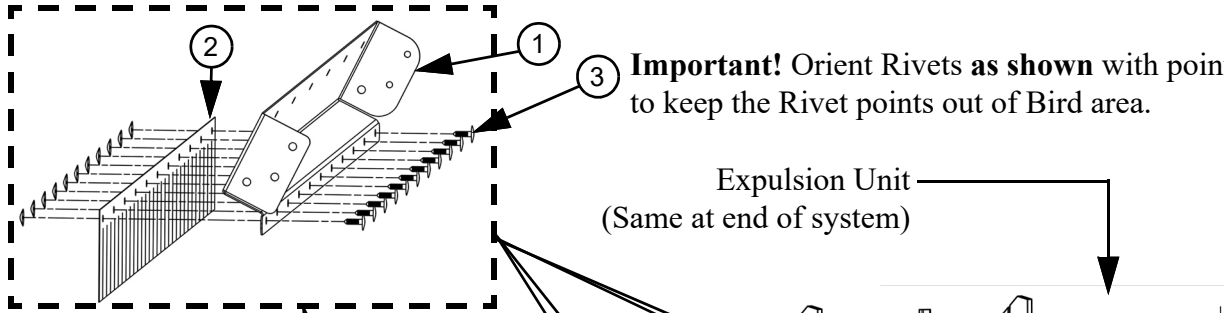 2
1
3
Important! Orient Rivets as shown with poin
to keep the Rivet points out of Bird area.
Expulsion Unit
(Same at end of system)